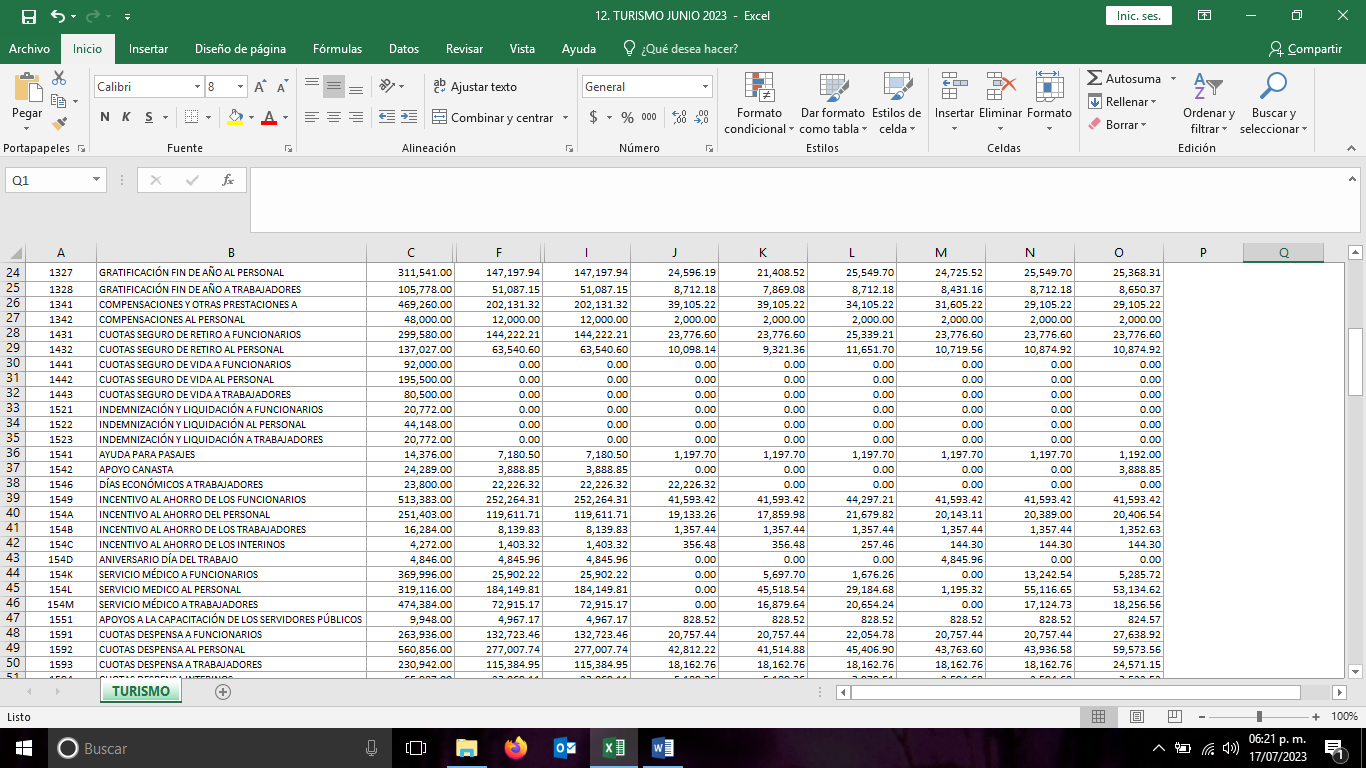 12. TURISMO JUNIO 2023 - Excel
Inic. ses.
Archivo Inicio Insertar Diseño de página Fórmulas Datos Revisar Vista Ayuda ¿Qué desea hacer? Compartir
Pegar
Calibri 8
N K S
Ajustar texto
Combinar y centrar
General
$ % 000
Formato condicional Dar formato como tabla Estilos de celda
Insertar Eliminar Formato
Autosuma
Rellenar
Borrar
Ordenar y filtrar Buscar y seleccionar
Portapapeles Fuente Alineación Número Estilos Celdas Edición
Q1 fx
A B C F I J K L M N O P Q
24 1327 GRATIFICACIÓN FIN DE AÑO AL PERSONAL 311,541.00 147,197.94 147,197.94 24,596.19 21,408.52 25,549.70 24,725.52 25,549.70 25,368.31
25 1328 GRATIFICACIÓN FIN DE AÑO A TRABAJADORES 105,778.00 51,087.15 51,087.15 8,712.18 7,869.08 8,712.18 8,431.16 8,712.18 8,650.37
26 1341 COMPENSACIONES Y OTRAS PRESTACIONES A 469,260.00 202,131.32 202,131.32 39,105.22 39,105.22 34,105.22 31,605.22 29,105.22 29,105.22
27 1342 COMPENSACIONES AL PERSONAL 48,000.00 12,000.00 12,000.00 2,000.00 2,000.00 2,000.00 2,000.00 2,000.00 2,000.00
28 1431 CUOTAS SEGURO DE RETIRO A FUNCIONARIOS 299,580.00 144,222.21 144,222.21 23,776.60 23,776.60 25,339.21 23,776.60 23,776.60 23,776.60
29 1432 CUOTAS SEGURO DE RETIRO AL PERSONAL 137,027.00 63,540.60 63,540.60 10,098.14 9,321.36 11,651.70 10,719.56 10,874.92 10,874.92
30 1441 CUOTAS SEGURO DE VIDA A FUNCIONARIOS 92,000.00 0.00 0.00 0.00 0.00 0.00 0.00 0.00 0.00
31 1442 CUOTAS SEGURO DE VIDA AL PERSONAL 195,500.00 0.00 0.00 0.00 0.00 0.00 0.00 0.00 0.00
32 1443 CUOTAS SEGURO DE VIDA A TRABAJADORES 80,500.00 0.00 0.00 0.00 0.00 0.00 0.00 0.00 0.00
33 1521 INDEMNIZACIÓN Y LIQUIDACIÓN A FUNCIONARIOS 20,772.00 0.00 0.00 0.00 0.00 0.00 0.00 0.00 0.00
34 1522 INDEMNIZACIÓN Y LIQUIDACIÓN AL PERSONAL 44,148.00 0.00 0.00 0.00 0.00 0.00 0.00 0.00 0.00
35 1523 INDEMNIZACIÓN Y LIQUIDACIÓN A TRABAJADORES 20,772.00 0.00 0.00 0.00 0.00 0.00 0.00 0.00 0.00
36 1541 AYUDA PARA PASAJES 14,376.00 7,180.50 7,180.50 1,197.70 1,197.70 1,197.70 1,197.70 1,197.70 1,192.00
37 1542 APOYO CANASTA 24,289.00 3,888.85 3,888.85 0.00 0.00 0.00 0.00 0.00 3,888.85
38 1546 DÍAS ECONÓMICOS A TRABAJADORES 23,800.00 22,226.32 22,226.32 22,226.32 0.00 0.00 0.00 0.00 0.00
39 1549 INCENTIVO AL AHORRO DE LOS FUNCIONARIOS 513,383.00 252,264.31 252,264.31 41,593.42 41,593.42 44,297.21 41,593.42 41,593.42 41,593.42
40 154A INCENTIVO AL AHORRO DEL PERSONAL 251,403.00 119,611.71 119,611.71 19,133.26 17,859.98 21,679.82 20,143.11 20,389.00 20,406.54
41 154B INCENTIVO AL AHORRO DE LOS TRABAJADORES 16,284.00 8,139.83 8,139.83 1,357.44 1,357.44 1,357.44 1,357.44 1,357.44 1,352.63
42 154C INCENTIVO AL AHORRO DE LOS INTERINOS 4,272.00 1,403.32 1,403.32 356.48 356.48 257.46 144.30 144.30 144.30
43 154D ANIVERSARIO DÍA DEL TRABAJO 4,846.00 4,845.96 4,845.96 0.00 0.00 0.00 4,845.96 0.00 0.00
44 154K SERVICIO MÉDICO A FUNCIONARIOS 369,996.00 25,902.22 25,902.22 0.00 5,697.70 1,676.26 0.00 13,242.54 5,285.72
45 154L SERVICIO MEDICO AL PERSONAL 319,116.00 184,149.81 184,149.81 0.00 45,518.54 29,184.68 1,195.32 55,116.65 53,134.62
46 154M SERVICIO MÉDICO A TRABAJADORES 474,384.00 72,915.17 72,915.17 0.00 16,879.64 20,654.24 0.00 17,124.73 18,256.56
47 1551 APOYOS A LA CAPACITACIÓN DE LOS SERVIDORES PÚBLICOS 9,948.00 4,967.17 4,967.17 828.52 828.52 828.52 828.52 828.52 824.57
48 1591 CUOTAS DESPENSA A FUNCIONARIOS 263,936.00 132,723.46 132,723.46 20,757.44 20,757.44 22,054.78 20,757.44 20,757.44 27,638.92
49 1592 CUOTAS DESPENSA AL PERSONAL 560,856.00 277,007.74 277,007.74 42,812.22 41,514.88 45,406.90 43,763.60 43,936.58 59,573.56
50 1593 CUOTAS DESPENSA A TRABAJADORES 230,942.00 115,384.95 115,384.95 18,162.76 18,162.76 18,162.76 18,162.76 18,162.76 24,571.15
TURISMO
Listo 100%
Buscar
06:21 p. m.
17/07/2023
1